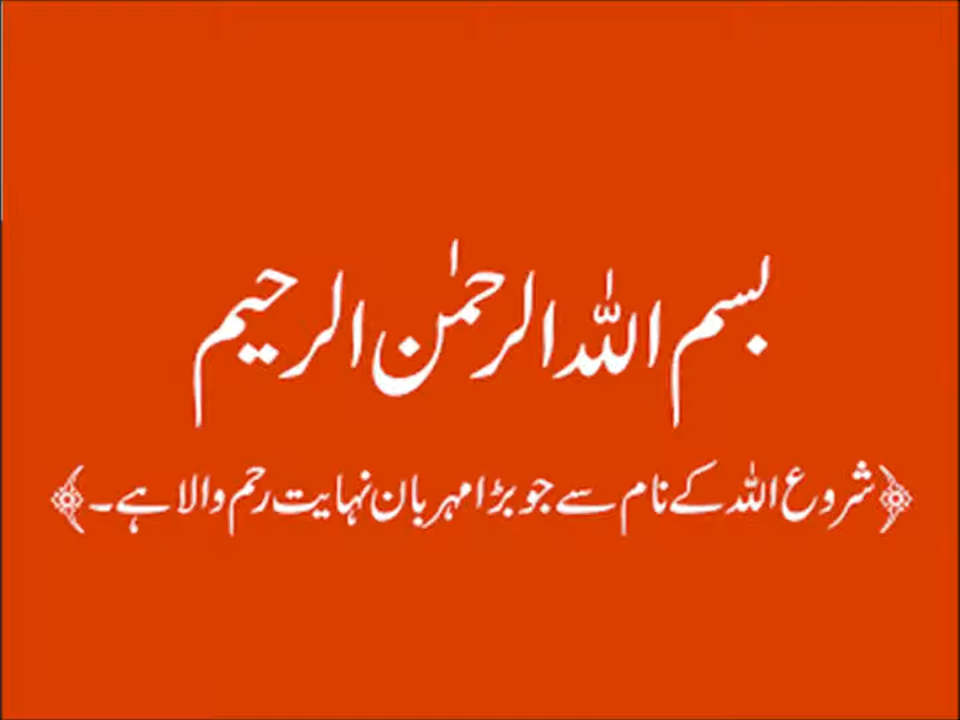 بسم اللہ الرحمٰن الرحیم
﴿شروع اللہ کے نام سے جو بڑا مہربان نہایت رحم والا ہے۔﴾